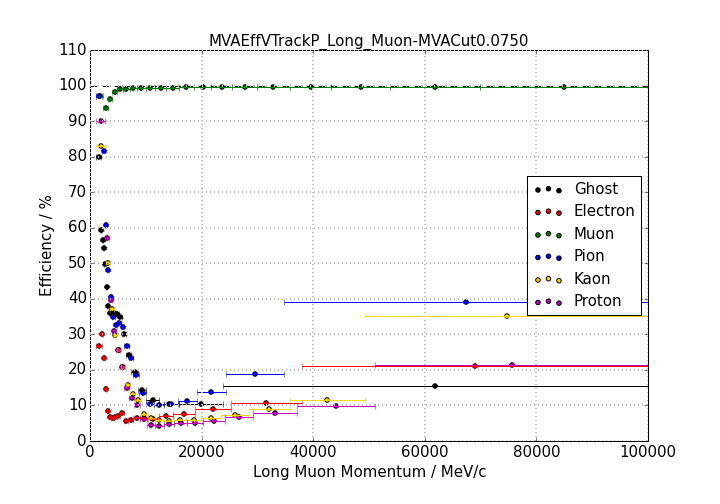 MVAEffVTrackP_Long_Muon-MVACut0.0750
110
100
90
80
70
60
50
40
30
20
10
0
Efficiency / %
Ghost
Electron
Muon
Pion
Kaon
Proton
0 20000 40000 60000 80000 100000
Long Muon Momentum / MeV/c